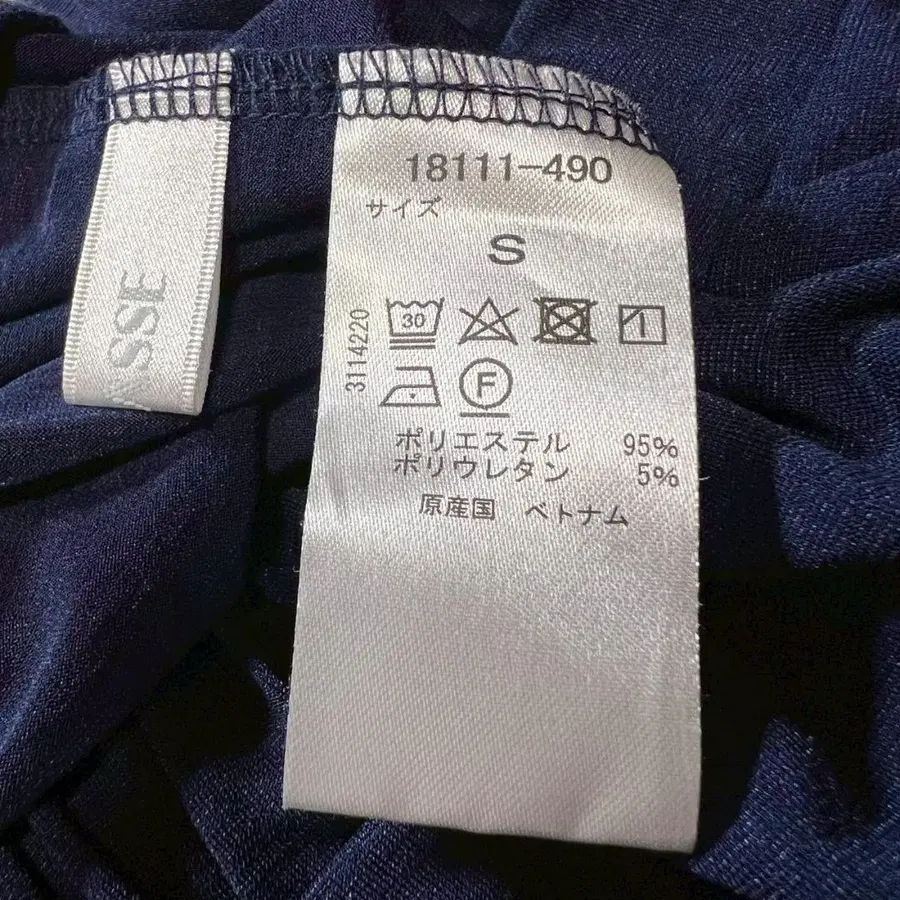 18111-490
サイズ
S
3114220
30
F
ポリエステル 95%
ポリウレタン 5%
原産国 ベトナム